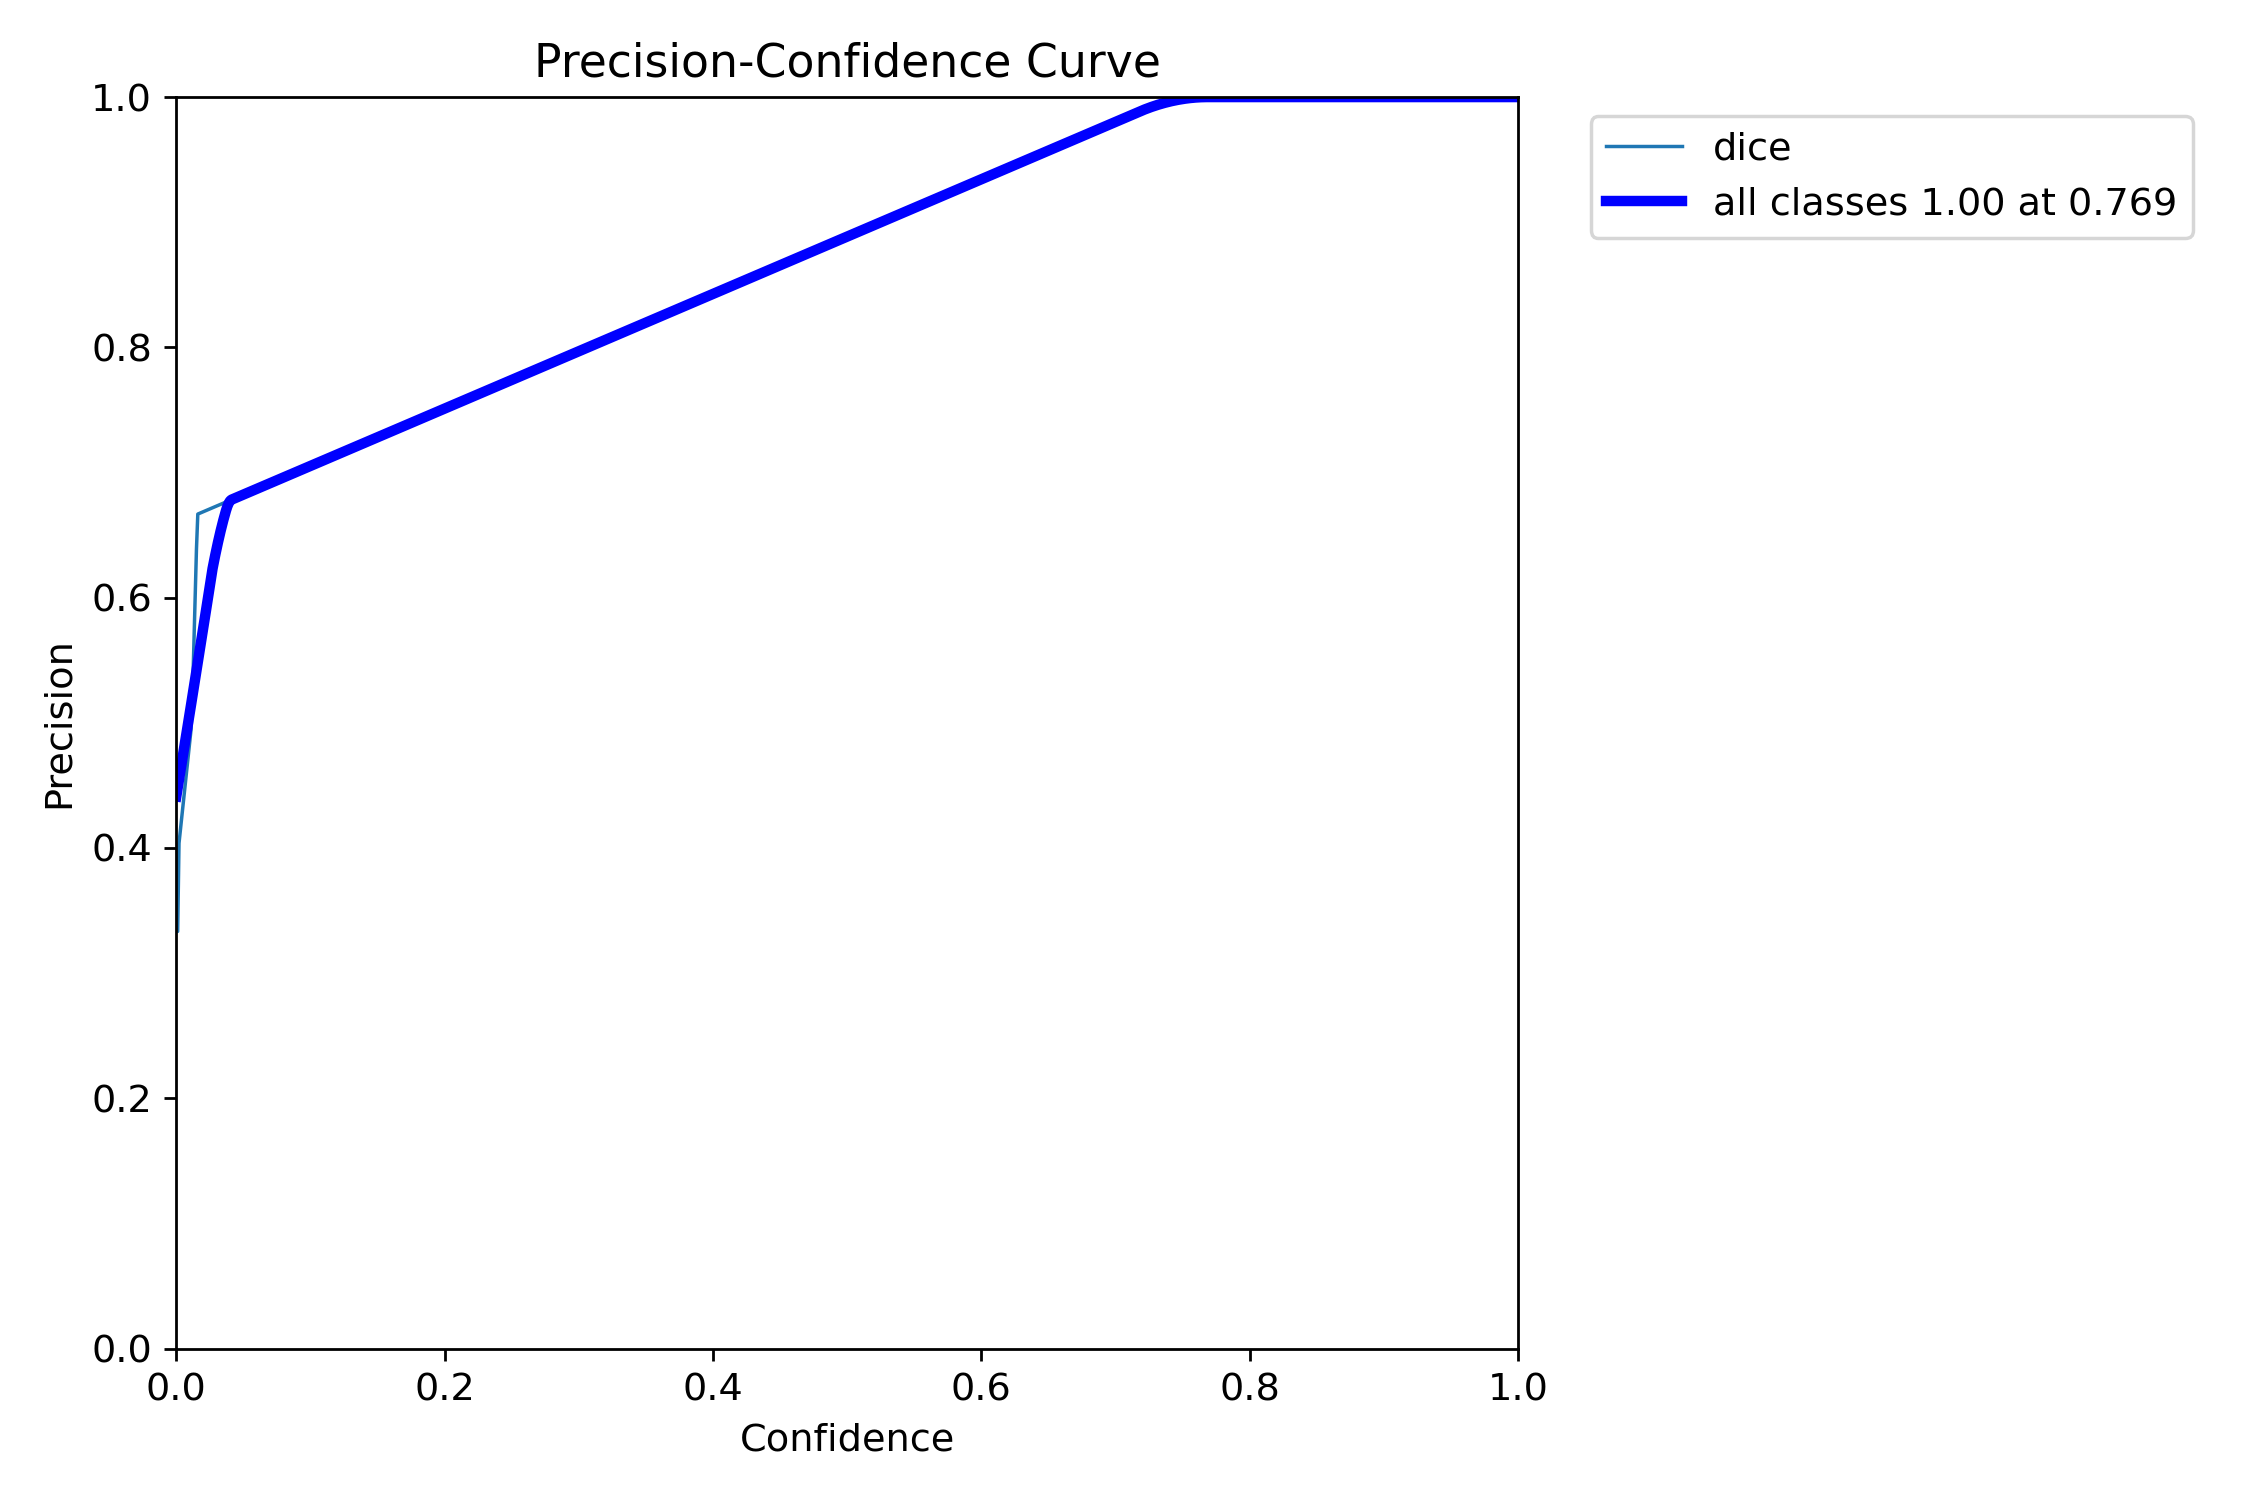 Precision-Confidence Curve
1.0
0.8
0.6
0.4
0.2
0.0
Precision
0.0 0.2 0.4 0.6 0.8 1.0
Confidence
dice
all classes 1.00 at 0.769